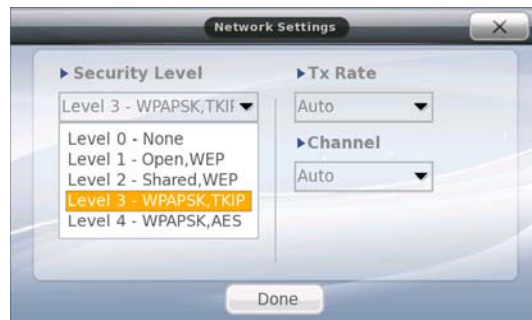 Network Settings
Security Level
Level 3 - WPAPSK,TKIP
Level 0 - None
Level 1 - Open,WEP
Level 2 - Shared,WEP
Level 3 - WPAPSK,TKIP
Level 4 - WPAPSK,AES
Tx Rate
Auto
Channel
Auto
Done